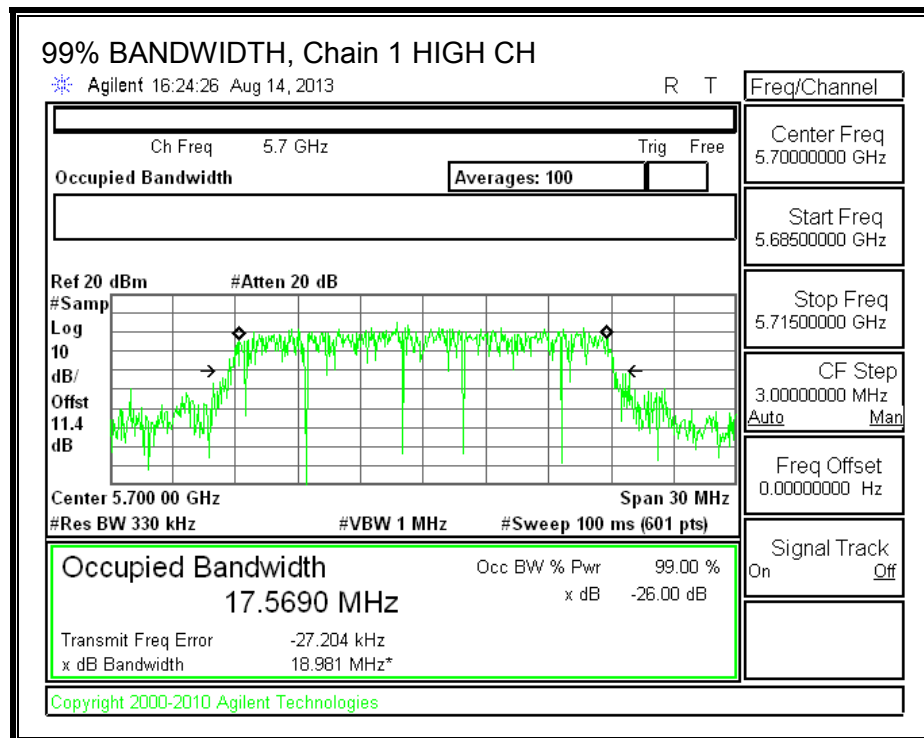 99% BANDWIDTH, Chain 1 HIGH CH
Agilent 16:24:26 Aug 14, 2013 R T
Ch Freq 5.7 GHz Trig Free
Occupied Bandwidth Averages: 100
Ref 20 dBm #Atten 20 dB
#Samp
Log
10
dB/
Offst
11.4
dB
Center 5.700 00 GHz Span 30 MHz
#Res BW 330 kHz #VBW 1 MHz #Sweep 100 ms (601 pts)
Occupied Bandwidth Occ BW % Pwr 99.00 %
17.5690 MHz x dB -26.00 dB
Transmit Freq Error -27.204 kHz
x dB Bandwidth 18.981 MHz*
Copyright 2000-2010 Agilent Technologies
Freq/Channel
Center Freq
5.70000000 GHz
Start Freq
5.68500000 GHz
Stop Freq
5.71500000 GHz
CF Step
3.00000000 MHz
Auto Man
Freq Offset
0.00000000 Hz
Signal Track
On Off